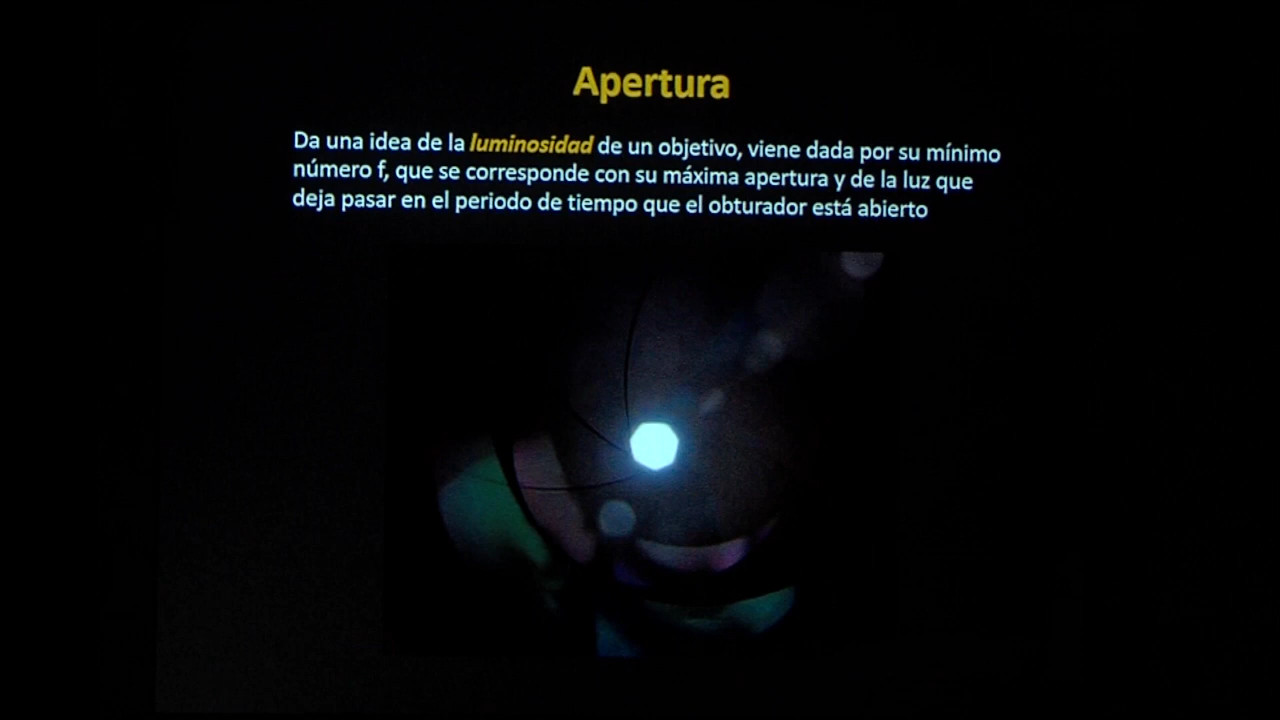 Apertura
Da una idea de la luminosidad de un objetivo, viene dada por su mínimo
número f, que se corresponde con su máxima apertura y de la luz que
deja pasar en el periodo de tiempo que el obturador está abierto